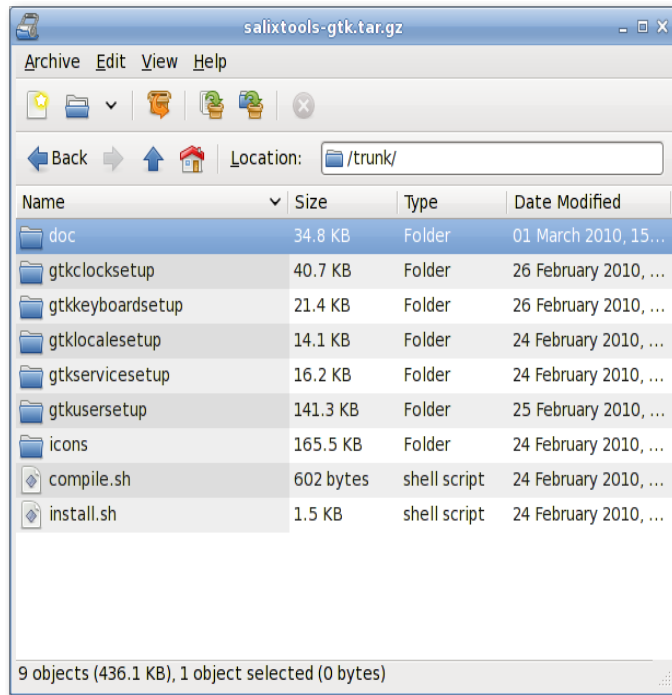 salixtools-gtk.tar.gz
Archive Edit View Help
Back Location: /trunk/
Name Size Type Date Modified
doc 34.8 KB Folder 01 March 2010, 15...
gtkclocksetup 40.7 KB Folder 26 February 2010, ...
gtkkeyboardsetup 21.4 KB Folder 26 February 2010, ...
gtklocalesetup 14.1 KB Folder 24 February 2010, ...
gtkservicesetup 16.2 KB Folder 24 February 2010, ...
gtkusersetup 141.3 KB Folder 25 February 2010, ...
icons 165.5 KB Folder 24 February 2010, ...
compile.sh 602 bytes shell script 24 February 2010, ...
install.sh 1.5 KB shell script 24 February 2010, ...
9 objects (436.1 KB), 1 object selected (0 bytes)